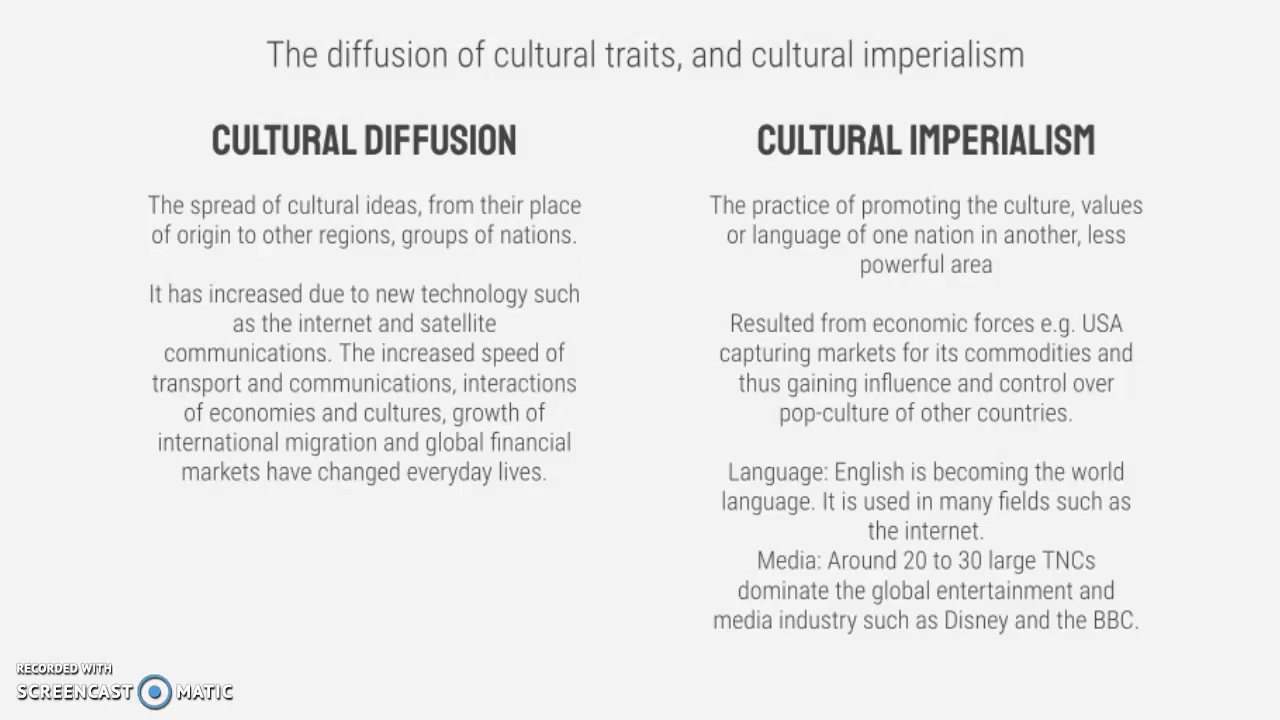 The diffusion of cultural traits, and cultural imperialism
CULTURAL DIFFUSION
The spread of cultural ideas, from their place
of origin to other regions, groups of nations.
It has increased due to new technology such
as the internet and satellite
communications. The increased speed of
transport and communications, interactions
of economies and cultures, growth of
international migration and global financial
markets have changed everyday lives.
CULTURAL IMPERIALISM
The practice of promoting the culture, values
or language of one nation in another, less
powerful area
Resulted from economic forces e.g. USA
capturing markets for its commodities and
thus gaining influence and control over
pop-culture of other countries.
Language: English is becoming the world
language. It is used in many fields such as
the internet.
Media: Around 20 to 30 large TNCs
dominate the global entertainment and
media industry such as Disney and the BBC.
RECORDED WITH
SCREENCAST MATIC